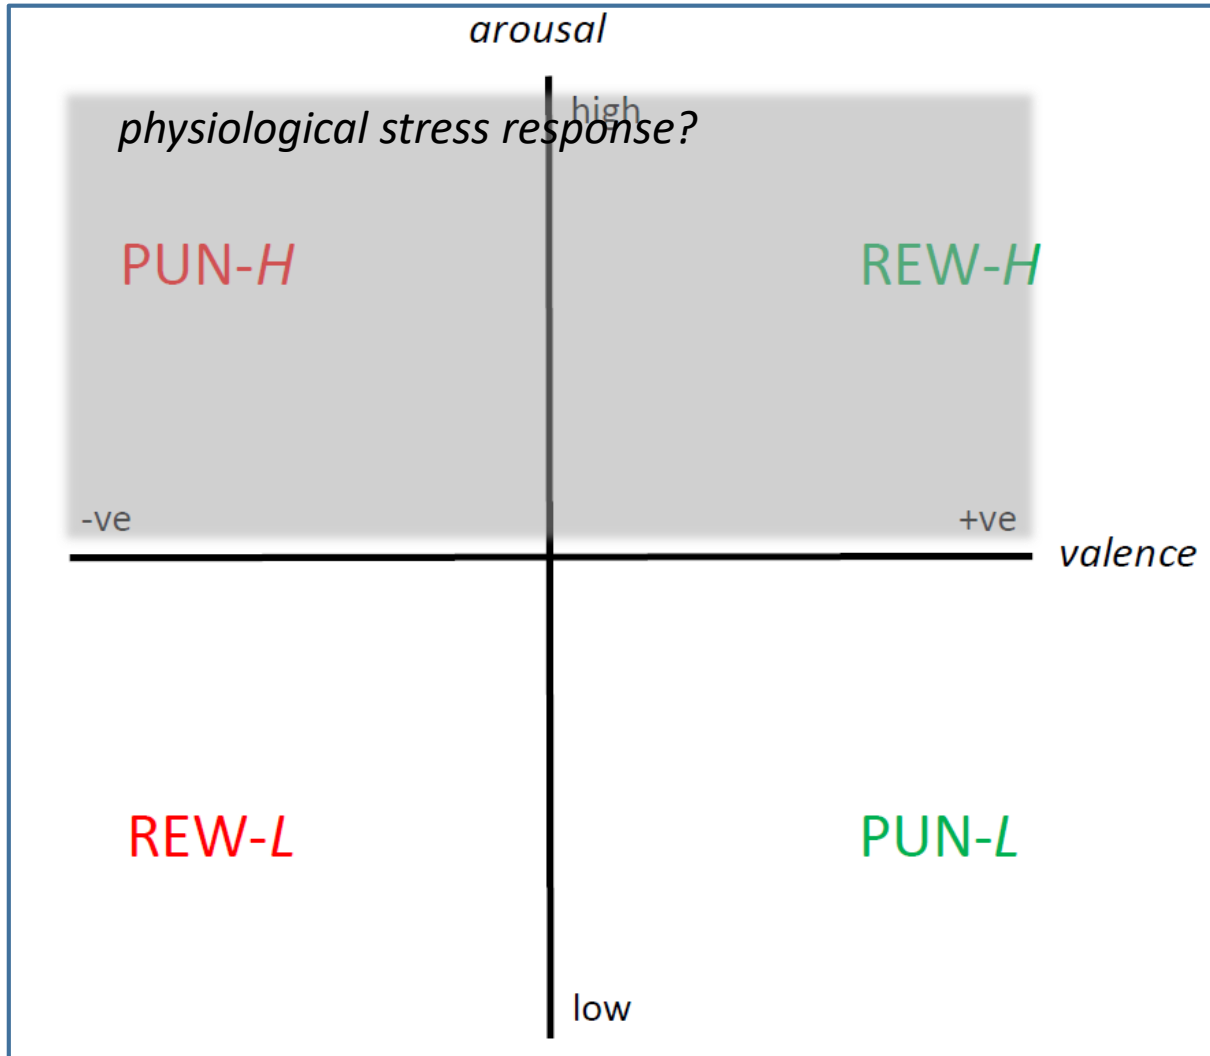 arousal
high
physiological stress response?
PUN-H
REW-H
-ve
+ve
valence
REW-L
PUN-L
low